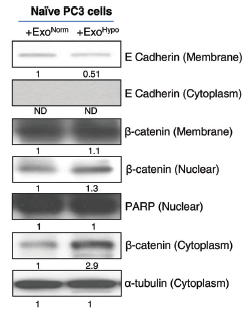 Naïve PC3 cells
+ExoNorm +ExoHypo
E Cadherin (Membrane)
1 0.51
E Cadherin (Cytoplasm)
ND ND
β-catenin (Membrane)
1 1.1
β-catenin (Nuclear)
1 1.3
PARP (Nuclear)
1 1
β-catenin (Cytoplasm)
1 2.9
α-tubulin (Cytoplasm)
1 1